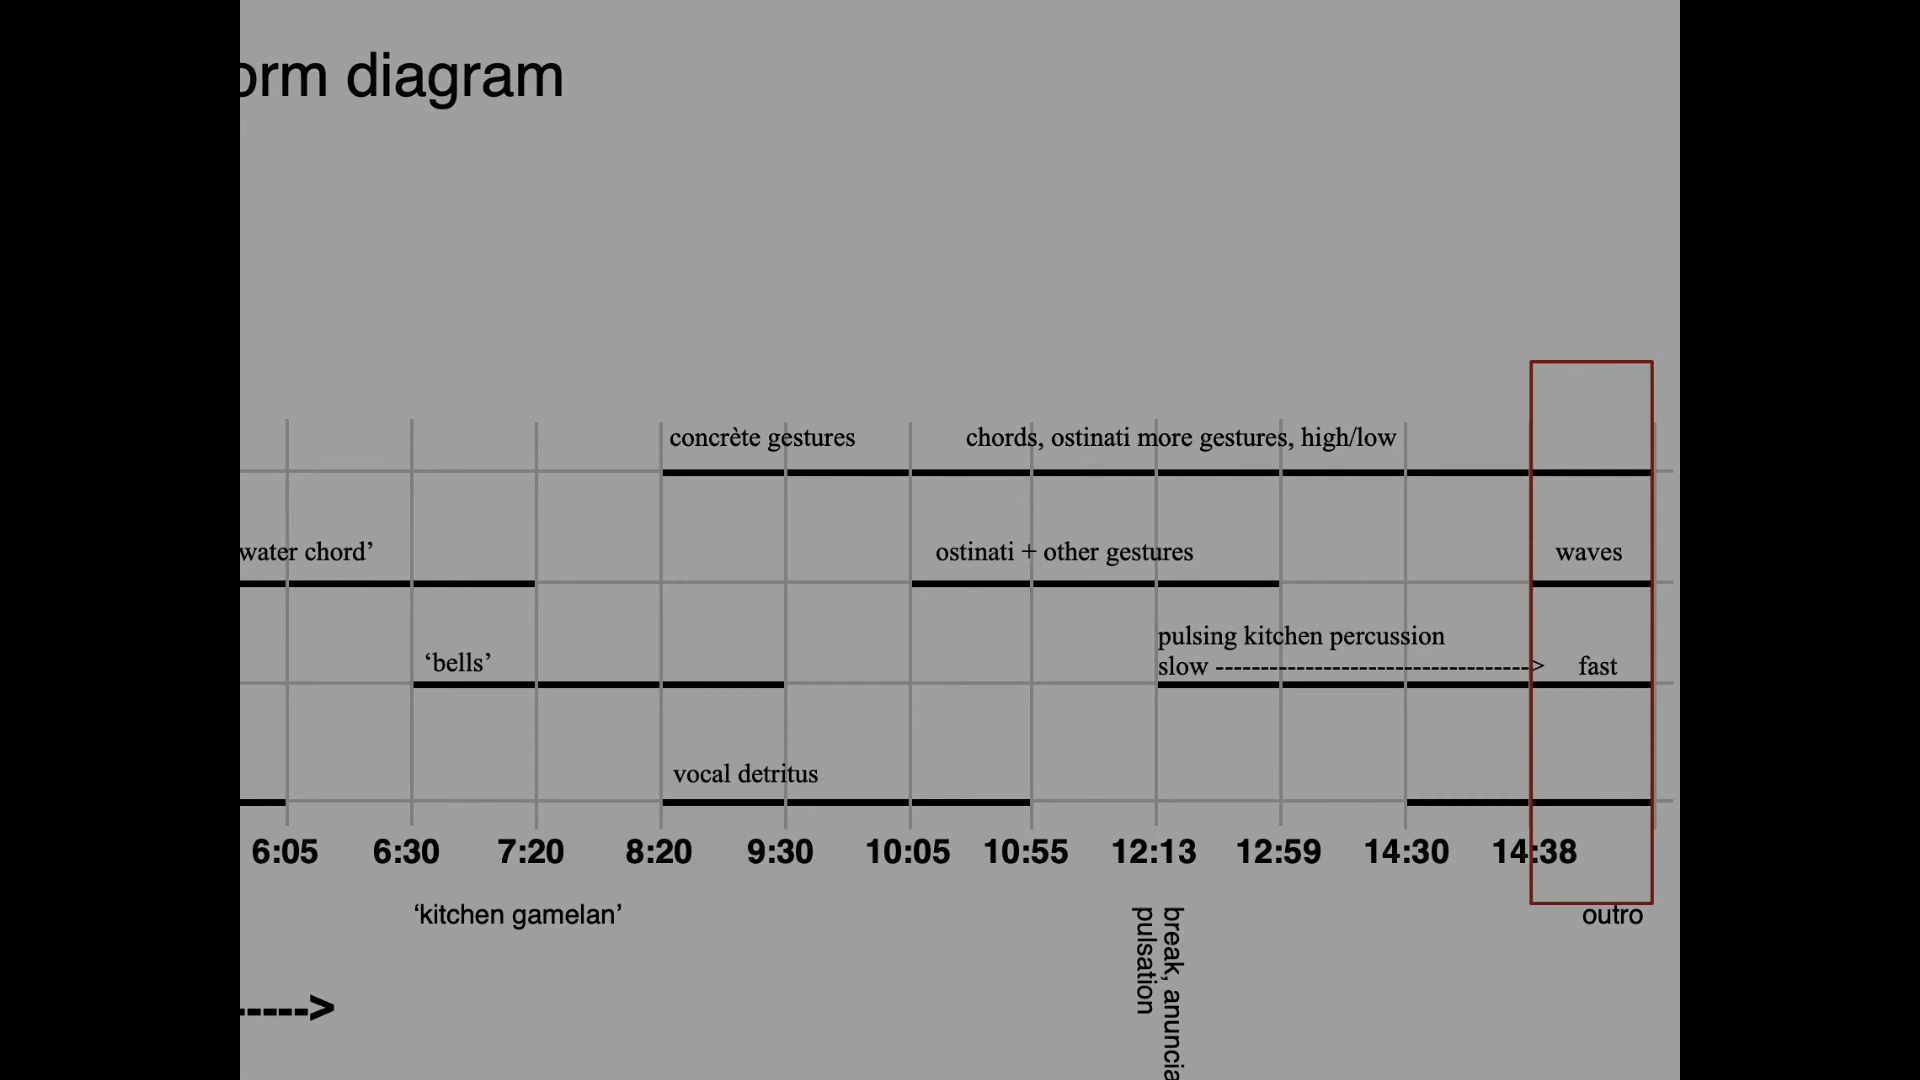 orm diagram
concrète gestures
chords, ostinati more gestures, high/low
water chord’
ostinati + other gestures
waves
pulsing kitchen percussion
‘bells’
slow ----------------------------------->
fast
vocal detritus
6:05 6:30 7:20 8:20 9:30 10:05 10:55 12:13 12:59 14:30 14:38
‘kitchen gamelan’
outro
break, anuncia
pulsation
----->